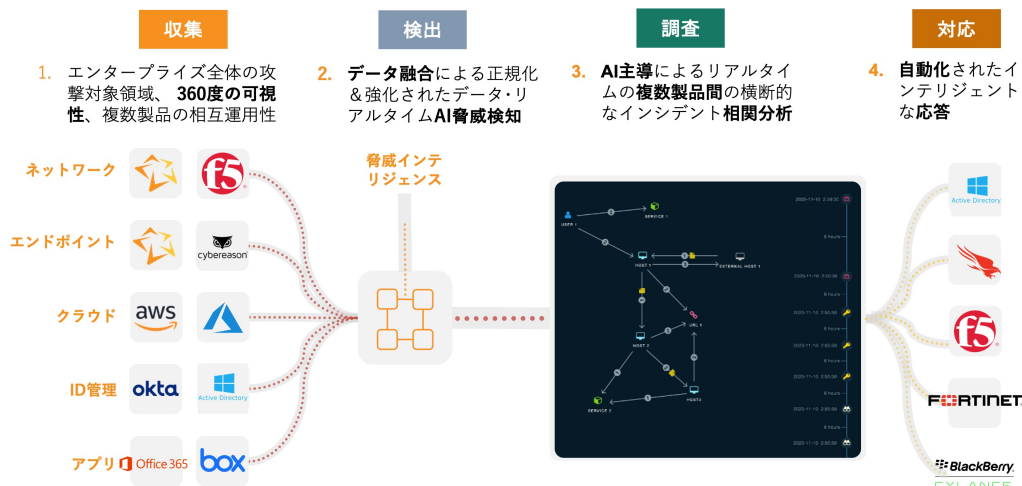 収集
検出
調査
対応
1. エンタープライズ全体の攻
撃対象領域、 360度の可視
性、複数製品の相互運用性
2. データ融合による正規化
＆強化されたデータ・リ
アルタイムAI脅威検知
3. AI主導によるリアルタイ
ムの複数製品間の横断的
なインシデント相関分析
4. 自動化されたイ
ンテリジェント
な応答
ネットワーク
f5
エンドポイント
cybereason
クラウド
aws
ID管理
okta
Active Directory
アプリ
Office 365
box
脅威インテ
リジェンス
USER 1
SERVICE 1
HOST 1
EXTERNAL HOST 1
URL 1
HOST 2
HOST3
SERVICE 2
6 hours
6 hours
6 hours
6 hours
6 hours
6 hours
Active Directory
f5
FORTINET
BlackBerry
CYLANCE